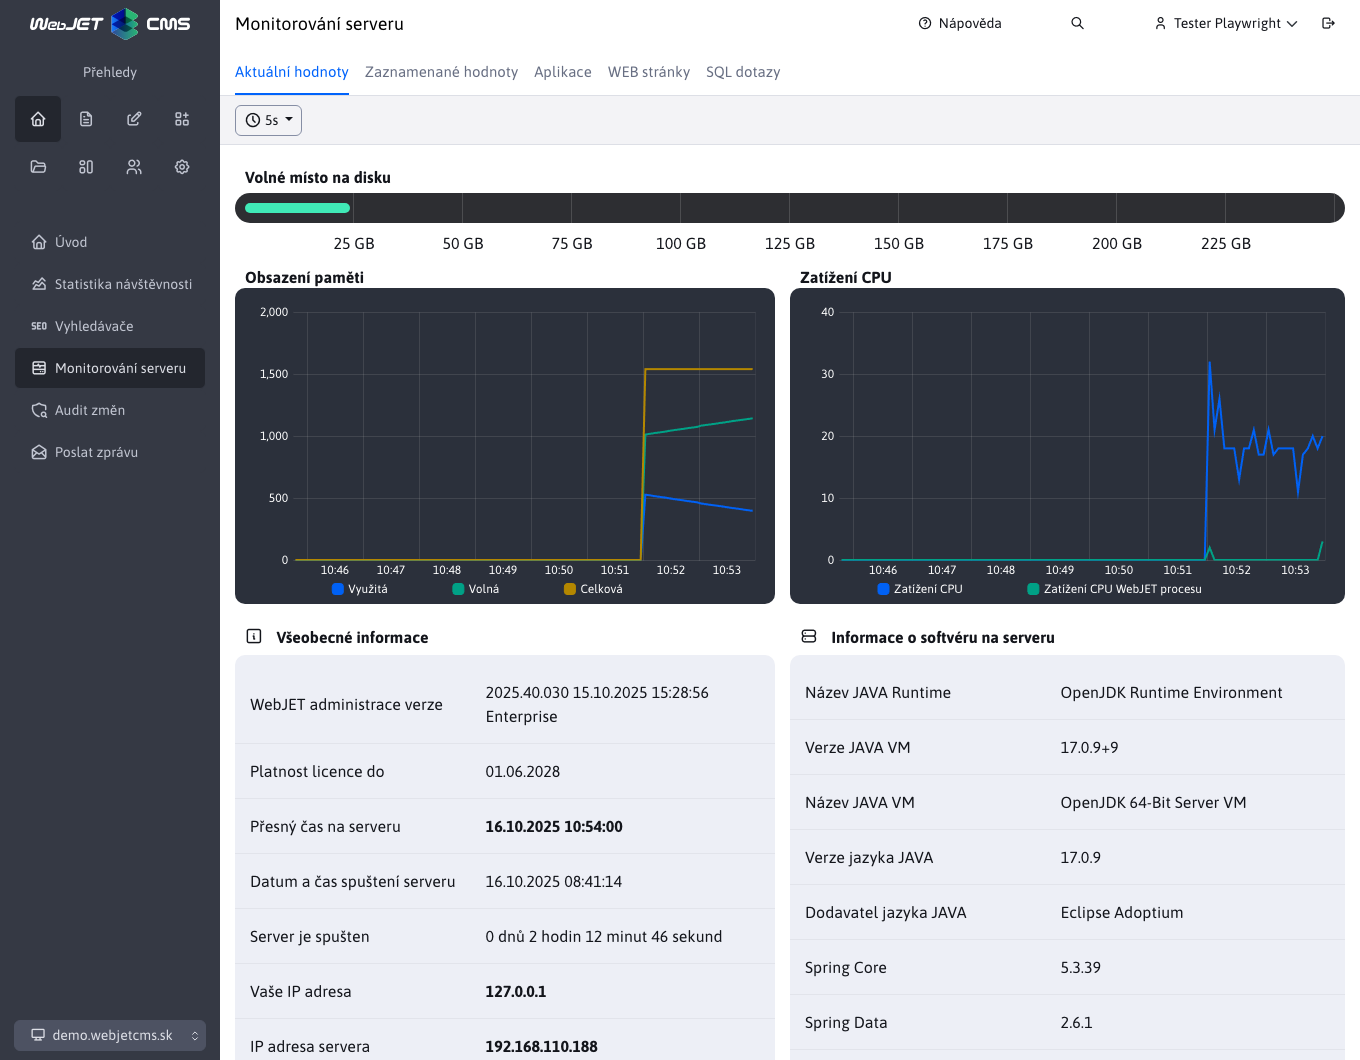 WebJET CMS
Přehledy
Úvod
Statistika návštěvnosti
SEO Vyhledávače
Monitorování serveru
Audit změn
Poslat zprávu
demo.webjetcms.sk
Monitorování serveru
Nápověda
Tester Playwright
Aktuální hodnoty Zaznamenané hodnoty Aplikace WEB stránky SQL dotazy
5s
Volné místo na disku
25 GB 50 GB 75 GB 100 GB 125 GB 150 GB 175 GB 200 GB 225 GB
Obsazení paměti
2,000
1,500
1,000
500
0
10:46 10:47 10:48 10:49 10:50 10:51 10:52 10:53
Využitá Volná Celková
Zatížení CPU
40
30
20
10
0
10:46 10:47 10:48 10:49 10:50 10:51 10:52 10:53
Zatížení CPU Zatížení CPU WebJET procesu
Všeobecné informace
WebJET administrace verze
2025.40.030 15.10.2025 15:28:56
Enterprise
Platnost licence do 01.06.2028
Přesný čas na serveru 16.10.2025 10:54:00
Datum a čas spuštení serveru 16.10.2025 08:41:14
Server je spušten 0 dnů 2 hodin 12 minut 46 sekund
Vaše IP adresa 127.0.0.1
IP adresa servera 192.168.110.188
Informace o softvéru na serveru
Název JAVA Runtime OpenJDK Runtime Environment
Verze JAVA VM 17.0.9+9
Název JAVA VM OpenJDK 64-Bit Server VM
Verze jazyka JAVA 17.0.9
Dodavatel jazyka JAVA Eclipse Adoptium
Spring Core 5.3.39
Spring Data 2.6.1